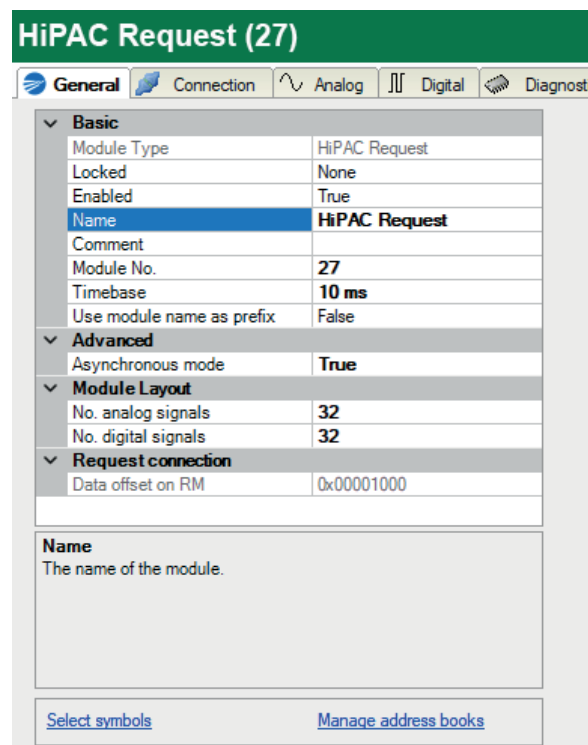 HiPAC Request (27)
General Connection Analog Digital Diagnost
Basic
Module Type HiPAC Request
Locked None
Enabled True
Name HiPAC Request
Comment
Module No. 27
Timebase 10 ms
Use module name as prefix False
Advanced
Asynchronous mode True
Module Layout
No. analog signals 32
No. digital signals 32
Request connection
Data offset on RM 0x00001000
Name
The name of the module.
Select symbols Manage address books